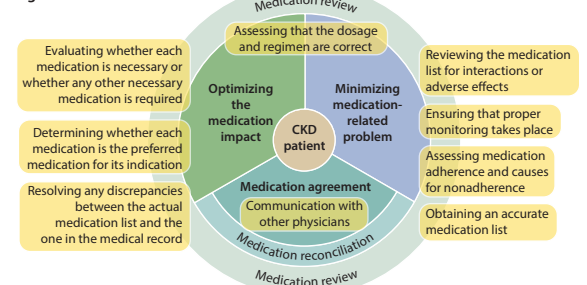 Medication review
Assessing that the dosage
and regimen are correct
Evaluating whether each
medication is necessary or
whether any other necessary
medication is required
Determining whether each
medication is the preferred
medication for its indication
Resolving any discrepancies
between the actual
medication list and the
one in the medical record
Optimizing
the
medication
impact
Minimizing
medication-
related
problem
CKD
patient
Medication agreement
Communication with
other physicians
Medication reconciliation
Medication review
Reviewing the medication
list for interactions or
adverse effects
Ensuring that proper
monitoring takes place
Assessing medication
adherence and causes
for nonadherence
Obtaining an accurate
medication list